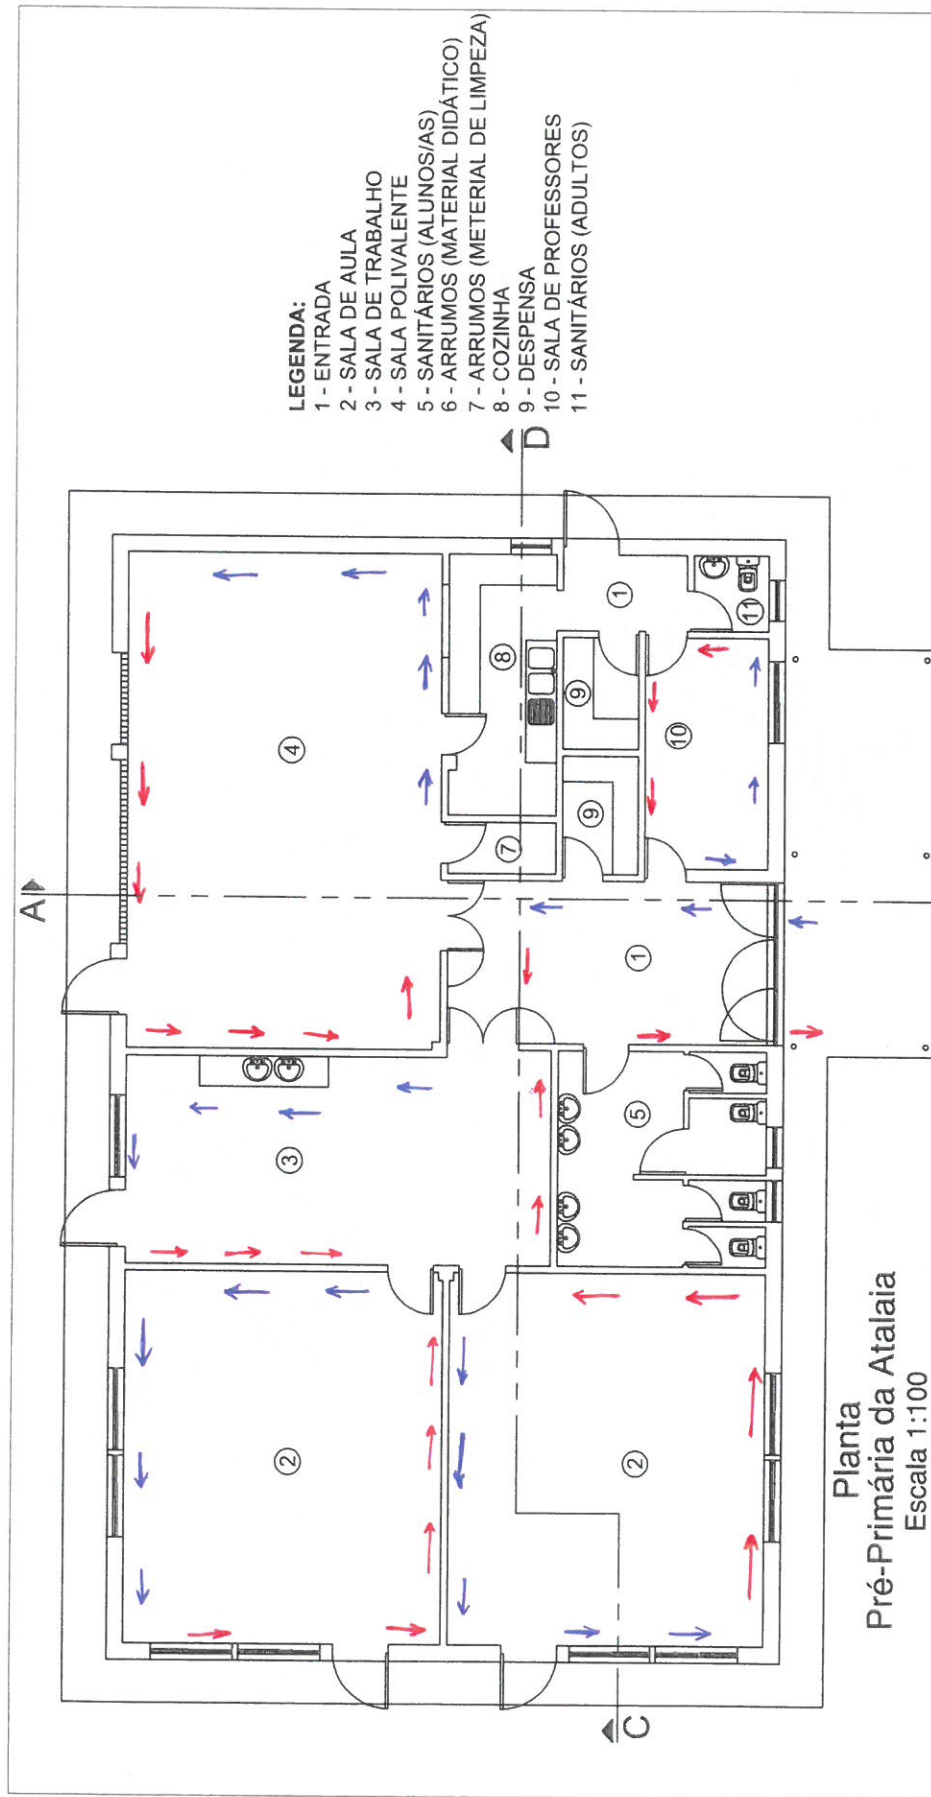 LEGENDA:
1 - ENTRADA
2 - SALA DE AULA
3 - SALA DE TRABALHO
4 - SALA POLIVALENTE
5 - SANITÁRIOS (ALUNOS/AS)
6 - ARRUMOS (MATERIAL DIDÁTICO)
7 - ARRUMOS (METERIAL DE LIMPEZA)
8 - COZINHA
9 - DESPENSA
10 - SALA DE PROFESSORES
11 - SANITÁRIOS (ADULTOS)
A
D
C
2
3
4
2
5
1
7
8
9
9
10
1
11
Planta
Pré-Primária da Atalaia
Escala 1:100